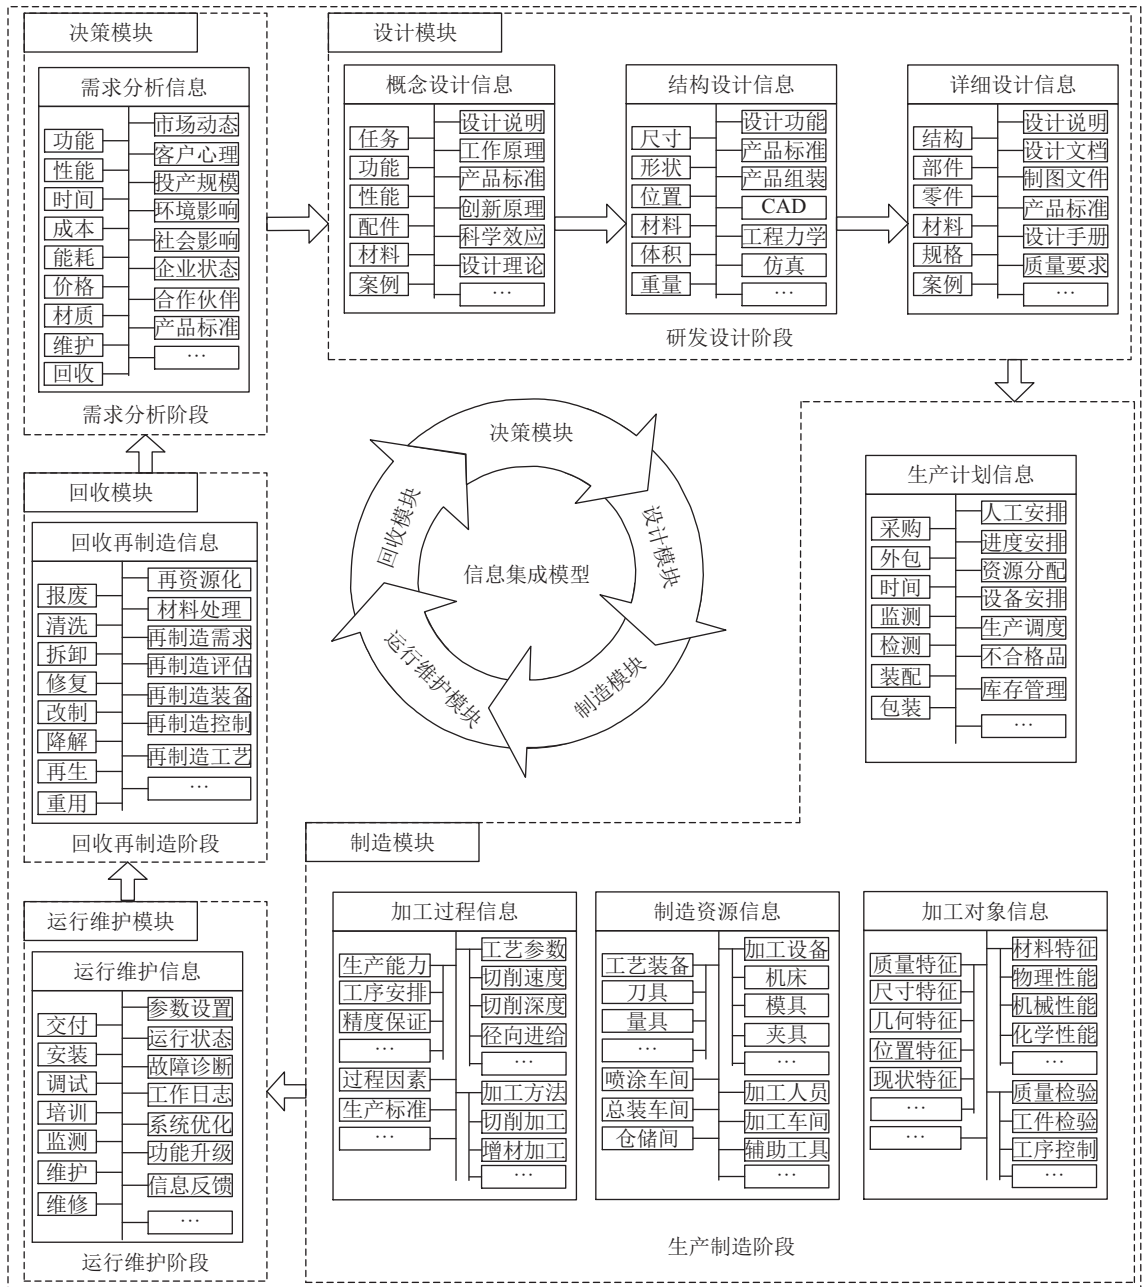 决策模块
需求分析信息
功能
性能
时间
成本
能耗
价格
材质
维护
回收
市场动态
客户心理
投产规模
环境影响
社会影响
企业状态
合作伙伴
产品标准
…
需求分析阶段
设计模块
概念设计信息
任务
功能
性能
配件
材料
案例
设计说明
工作原理
产品标准
创新原理
科学效应
设计理论
…
结构设计信息
尺寸
形状
位置
材料
体积
重量
设计功能
产品标准
产品组装
CAD
工程力学
仿真
…
详细设计信息
结构
部件
零件
材料
规格
案例
设计说明
设计文档
制图文件
产品标准
设计手册
质量要求
…
研发设计阶段
决策模块
设计模块
制造模块
运行维护模块
回收模块
信息集成模型
生产计划信息
采购
外包
时间
监测
检测
装配
包装
人工安排
进度安排
资源分配
设备安排
生产调度
不合格品
库存管理
…
回收模块
回收再制造信息
报废
清洗
拆卸
修复
改制
降解
再生
重用
再资源化
材料处理
再制造需求
再制造评估
再制造装备
再制造控制
再制造工艺
…
回收再制造阶段
制造模块
加工过程信息
生产能力
工序安排
精度保证
…
过程因素
生产标准
…
工艺参数
切削速度
切削深度
径向进给
…
加工方法
切削加工
增材加工
…
制造资源信息
工艺装备
刀具
量具
…
喷涂车间
总装车间
仓储间
加工设备
机床
模具
夹具
…
加工人员
加工车间
辅助工具
…
加工对象信息
质量特征
尺寸特征
几何特征
位置特征
现状特征
…
材料特征
物理性能
机械性能
化学性能
…
质量检验
工件检验
工序控制
…
生产制造阶段
运行维护模块
运行维护信息
交付
安装
调试
培训
监测
维护
维修
参数设置
运行状态
故障诊断
工作日志
系统优化
功能升级
信息反馈
…
运行维护阶段